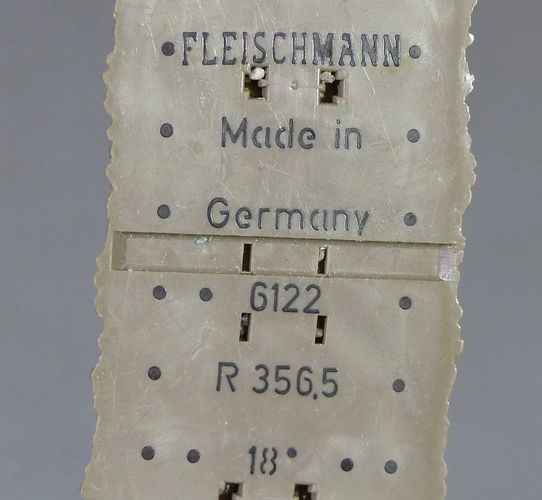 FLEISCHMANN
Made in
Germany
6122
R 356,5
18°